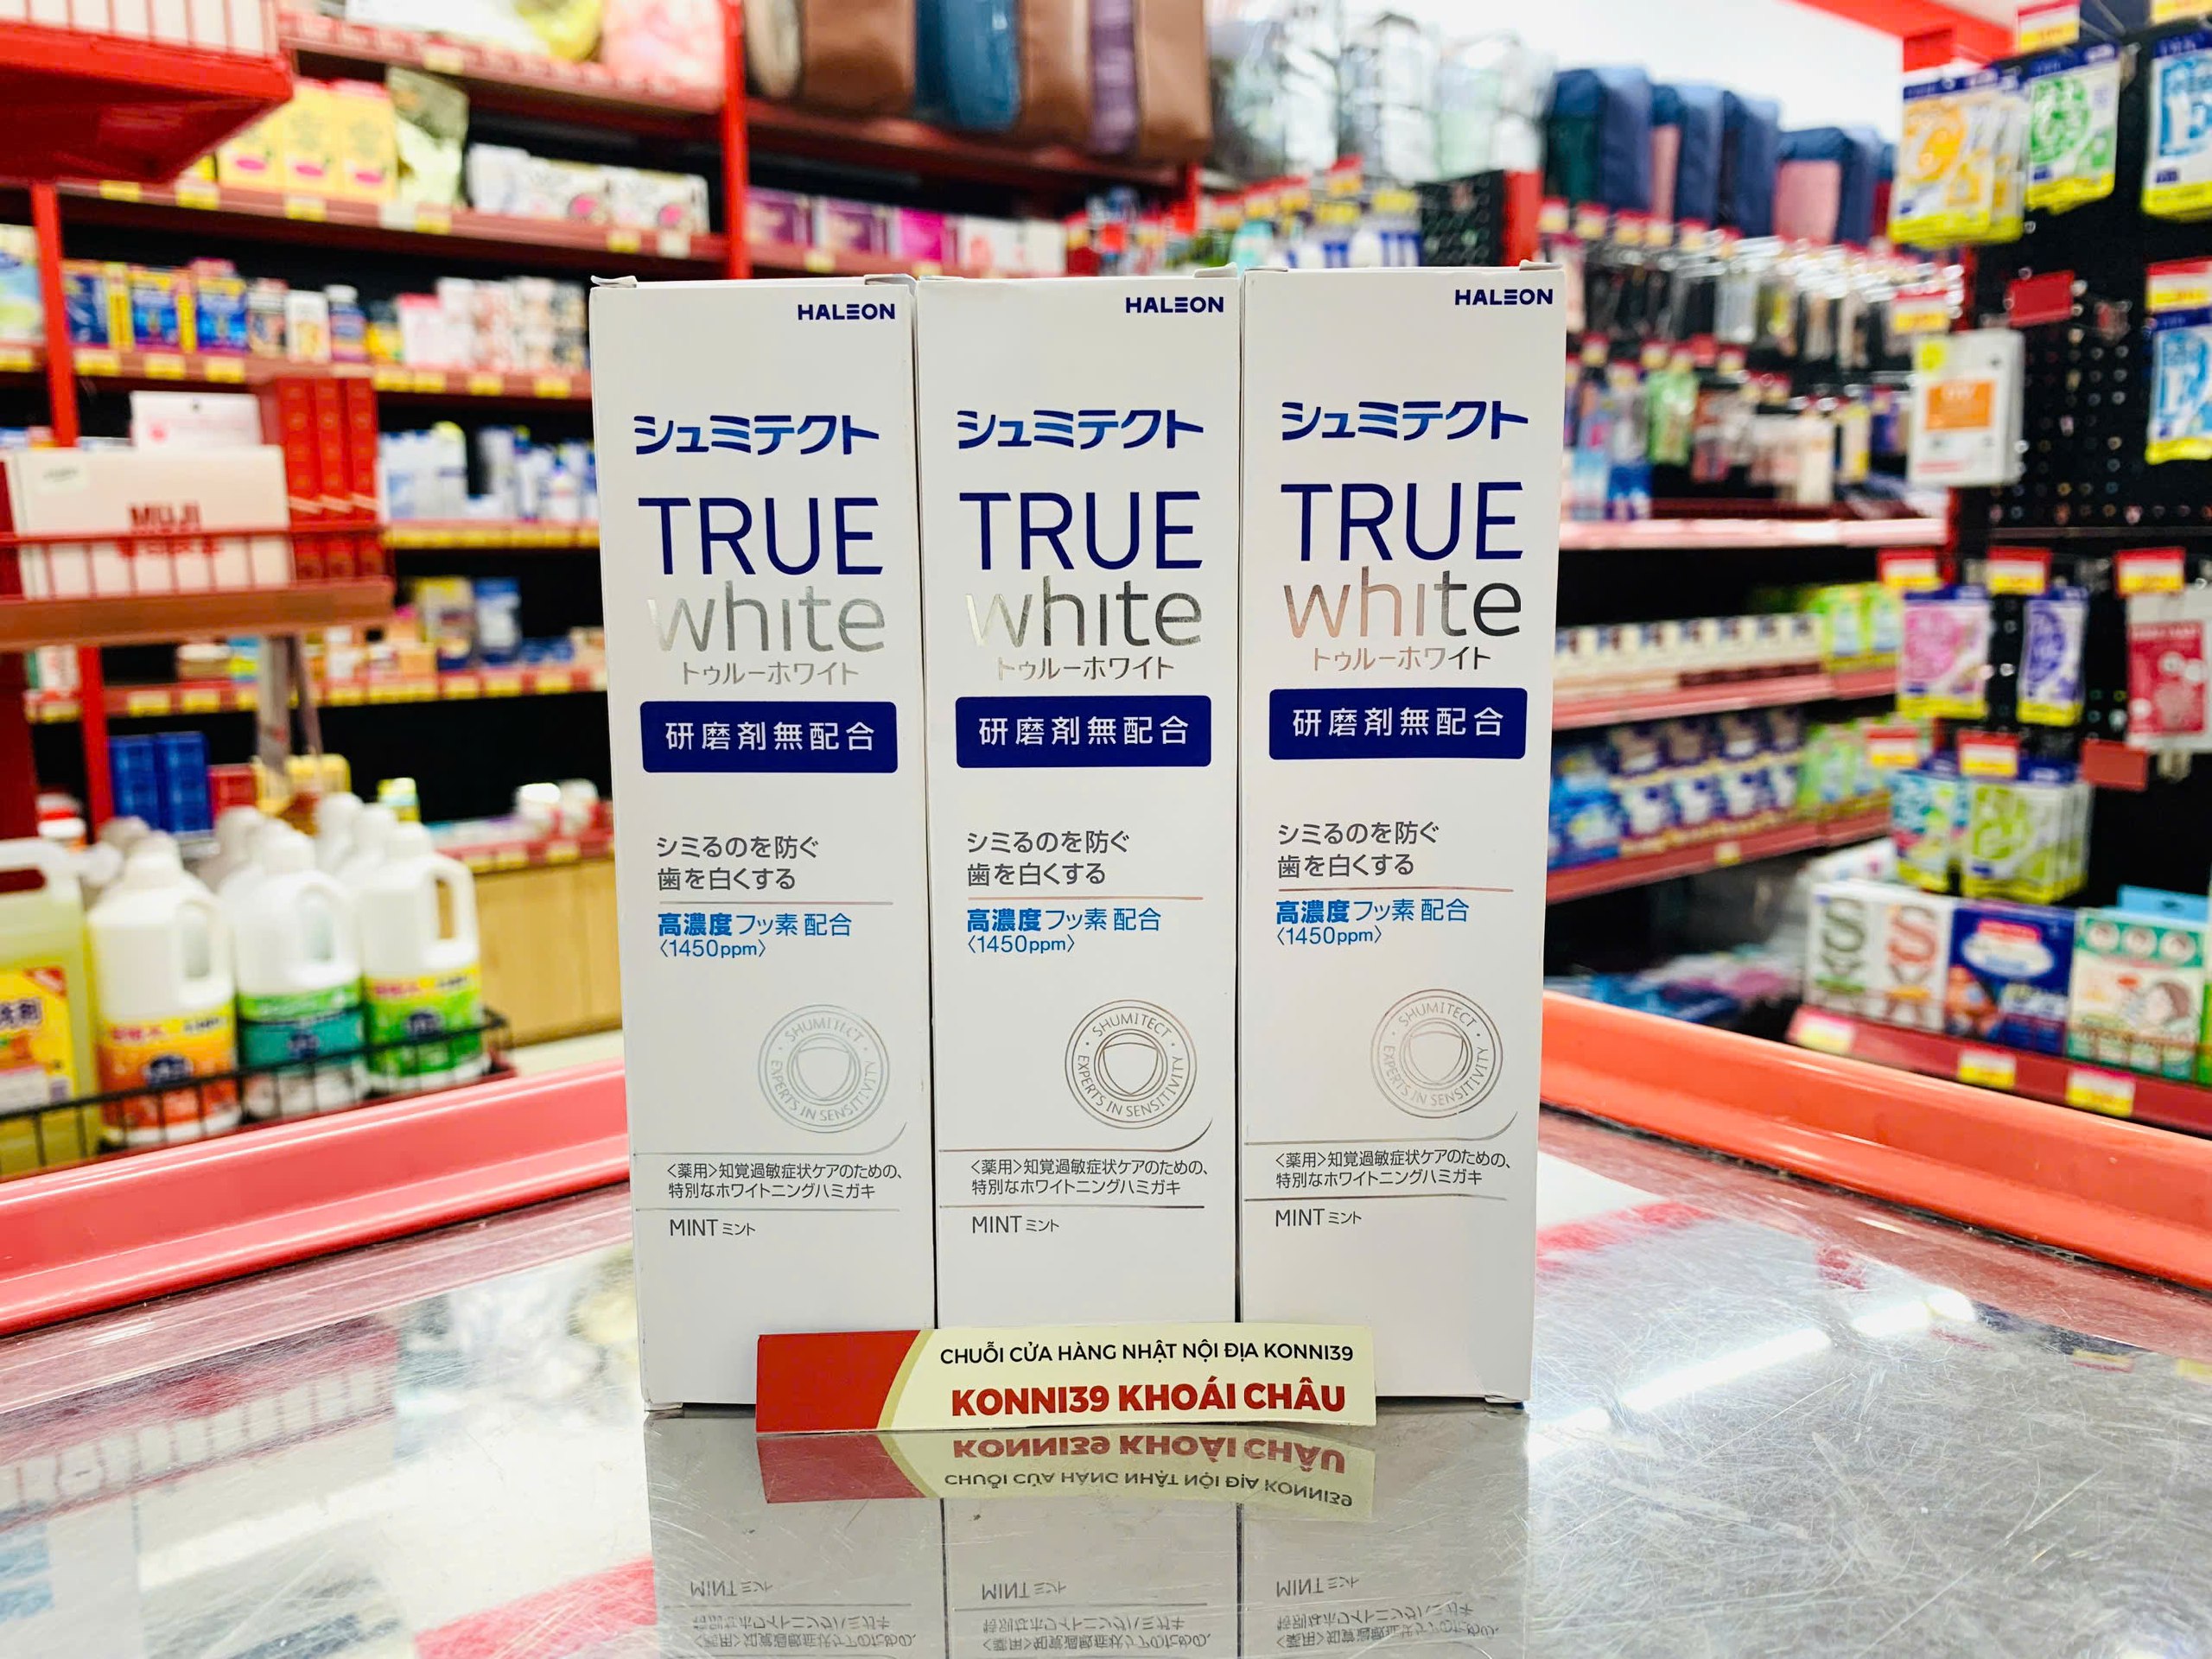 HALEON
シュミテクト
TRUE
white
トゥルーホワイト
研磨剤無配合
シミるのを防ぐ
歯を白くする
高濃度フッ素配合
〈1450ppm〉
SHUMITECT
EXPERTS IN SENSITIVITY
〈薬用〉知覚過敏症状ケアのための、
特別なホワイトニングハミガキ
MINT ミント
HALEON
シュミテクト
TRUE
white
トゥルーホワイト
研磨剤無配合
シミるのを防ぐ
歯を白くする
高濃度フッ素配合
〈1450ppm〉
SHUMITECT
EXPERTS IN SENSITIVITY
〈薬用〉知覚過敏症状ケアのための、
特別なホワイトニングハミガキ
MINT ミント
HALEON
シュミテクト
TRUE
white
トゥルーホワイト
研磨剤無配合
シミるのを防ぐ
歯を白くする
高濃度フッ素配合
〈1450ppm〉
SHUMITECT
EXPERTS IN SENSITIVITY
〈薬用〉知覚過敏症状ケアのための、
特別なホワイトニングハミガキ
MINT ミント
CHUỖI CỬA HÀNG NHẬT NỘI ĐỊA KONNI39
KONNI39 KHOÁI CHÂU
MUJI